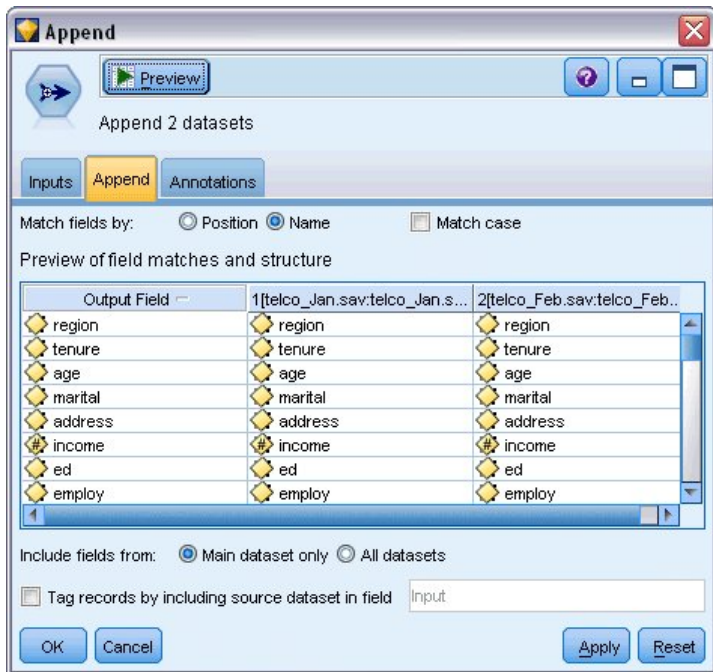 Append
Preview
Append 2 datasets
Inputs Append Annotations
Match fields by: Position Name Match case
Preview of field matches and structure
Output Field 1[telco_Jan.sav:telco_Jan.s... 2[telco_Feb.sav:telco_Feb..
region region region
tenure tenure tenure
age age age
marital marital marital
address address address
income income income
ed ed ed
employ employ employ
Include fields from: Main dataset only All datasets
Tag records by including source dataset in field Input
OK Cancel Apply Reset